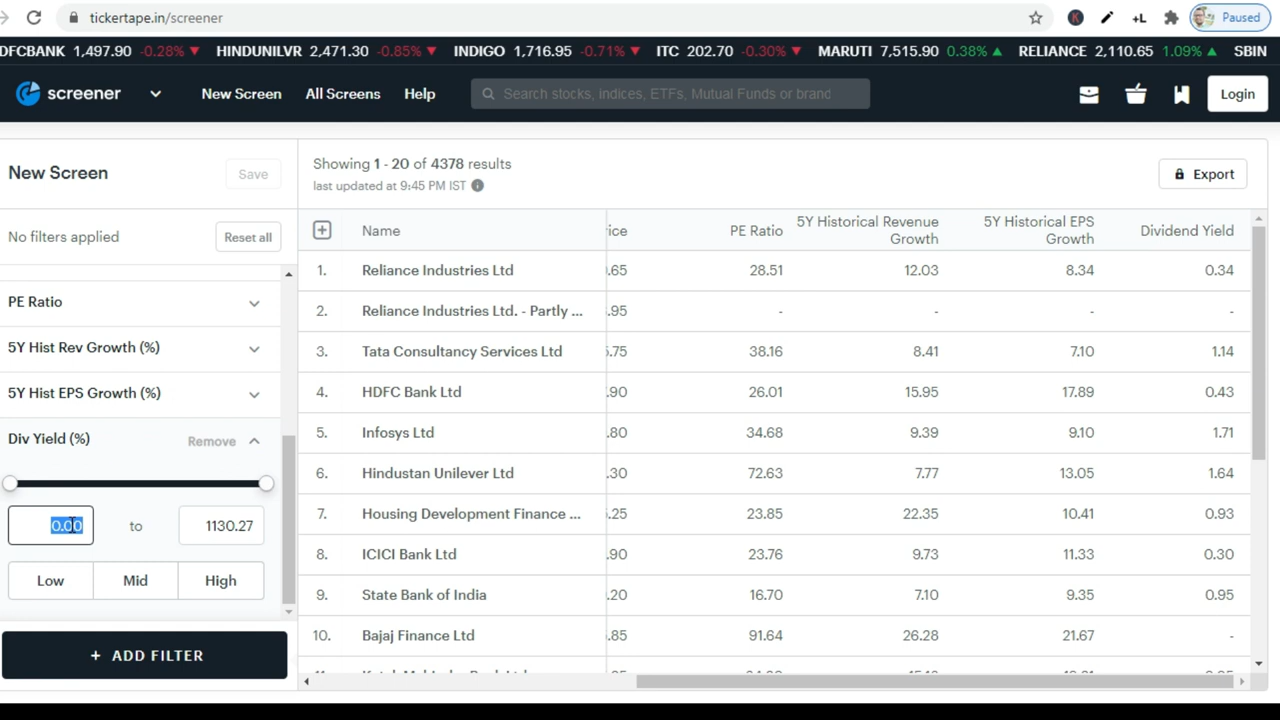 tickertape.in/screener
K
+L
Paused
DFCBANK 1,497.90 -0.28% ▼ HINDUNILVR 2,471.30 -0.85% ▼ INDIGO 1,716.95 -0.71% ▼ ITC 202.70 -0.30% ▼ MARUTI 7,515.90 0.38% ▲ RELIANCE 2,110.65 1.09% ▲ SBIN
screener
New Screen
All Screens
Help
Search stocks, indices, ETFs, Mutual Funds or brand
Login
New Screen
Save
No filters applied
Reset all
PE Ratio
5Y Hist Rev Growth (%)
5Y Hist EPS Growth (%)
Div Yield (%)
Remove
0.00 to 1130.27
Low Mid High
+ ADD FILTER
Showing 1 - 20 of 4378 results
last updated at 9:45 PM IST
Export
Name ice PE Ratio 5Y Historical Revenue Growth 5Y Historical EPS Growth Dividend Yield
1. Reliance Industries Ltd .65 28.51 12.03 8.34 0.34
2. Reliance Industries Ltd. - Partly ... .95 - - - -
3. Tata Consultancy Services Ltd .75 38.16 8.41 7.10 1.14
4. HDFC Bank Ltd .90 26.01 15.95 17.89 0.43
5. Infosys Ltd .80 34.68 9.39 9.10 1.71
6. Hindustan Unilever Ltd .30 72.63 7.77 13.05 1.64
7. Housing Development Finance ... .25 23.85 22.35 10.41 0.93
8. ICICI Bank Ltd .90 23.76 9.73 11.33 0.30
9. State Bank of India .20 16.70 7.10 9.35 0.95
10. Bajaj Finance Ltd .85 91.64 26.28 21.67 -